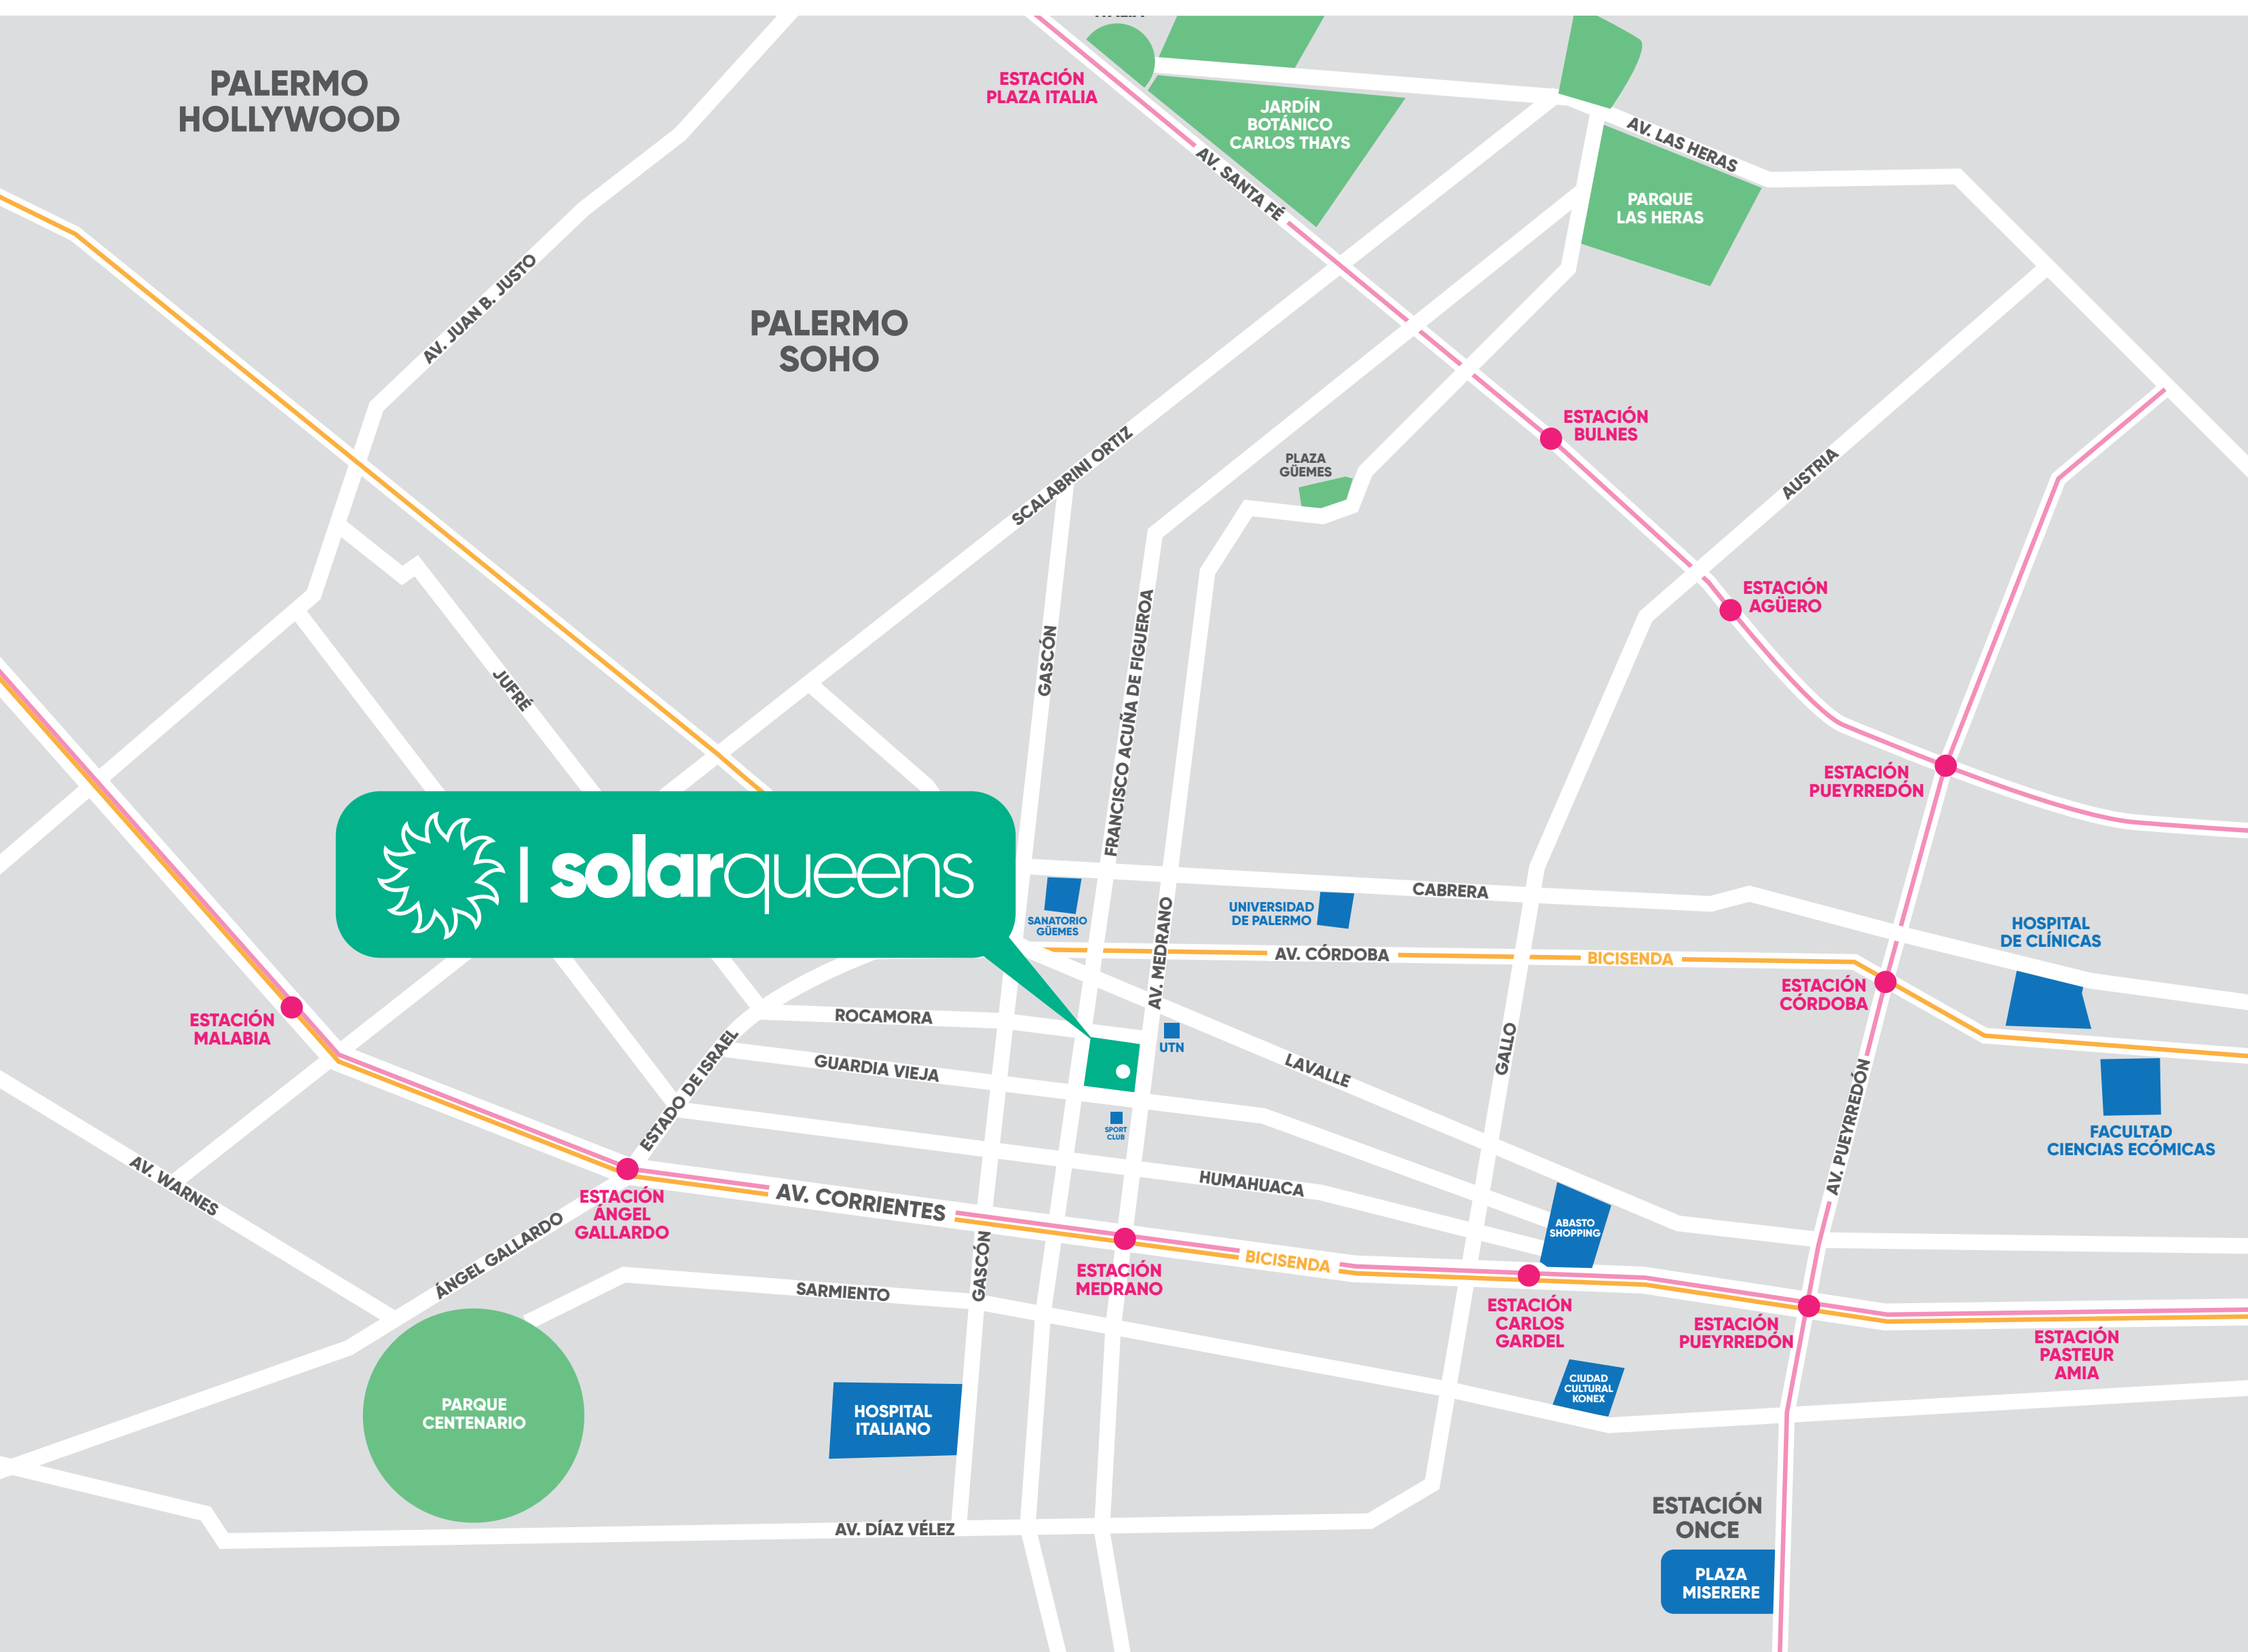 PALERMO
HOLLYWOOD
ESTACIÓN
PLAZA ITALIA
JARDÍN
BOTÁNICO
CARLOS THAYS
AV. LAS HERAS
AV. SANTA FÉ
PARQUE
LAS HERAS
AV. JUAN B. JUSTO
PALERMO
SOHO
ESTACIÓN
BULNES
SCALABRINI ORTIZ
PLAZA
GÜEMES
AUSTRIA
ESTACIÓN
AGÜERO
JUFRÉ
GASCÓN
FRANCISCO ACUÑA DE FIGUEROA
ESTACIÓN
PUEYRREDÓN
solarqueens
CABRERA
SANATORIO
GÜEMES
UNIVERSIDAD
DE PALERMO
HOSPITAL
DE CLÍNICAS
AV. MEDRANO
AV. CÓRDOBA
BICISENDA
ESTACIÓN
CÓRDOBA
ESTACIÓN
MALABIA
ROCAMORA
UTN
GUARDIA VIEJA
LAVALLE
GALLO
ESTADO DE ISRAEL
SPORT
CLUB
AV. PUEYRREDÓN
FACULTAD
CIENCIAS ECÓMICAS
AV. WARNES
HUMAHUACA
ESTACIÓN
ÁNGEL
GALLARDO
AV. CORRIENTES
ABASTO
SHOPPING
ÁNGEL GALLARDO
GASCÓN
BICISENDA
ESTACIÓN
MEDRANO
SARMIENTO
ESTACIÓN
CARLOS
GARDEL
ESTACIÓN
PUEYRREDÓN
ESTACIÓN
PASTEUR
AMIA
CIUDAD
CULTURAL
KONEX
PARQUE
CENTENARIO
HOSPITAL
ITALIANO
AV. DÍAZ VÉLEZ
ESTACIÓN
ONCE
PLAZA
MISERERE